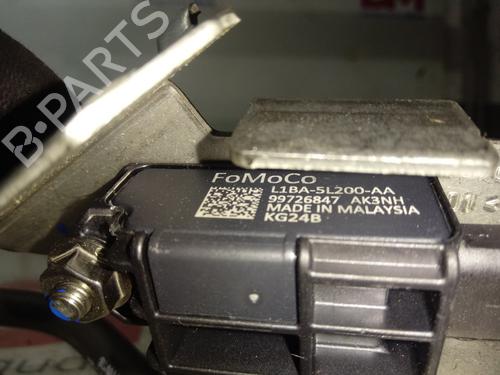 B-PARTS
FoMoCo
L1BA-5L200-AA
99726847 AK3NH
MADE IN MALAYSIA
KG24B